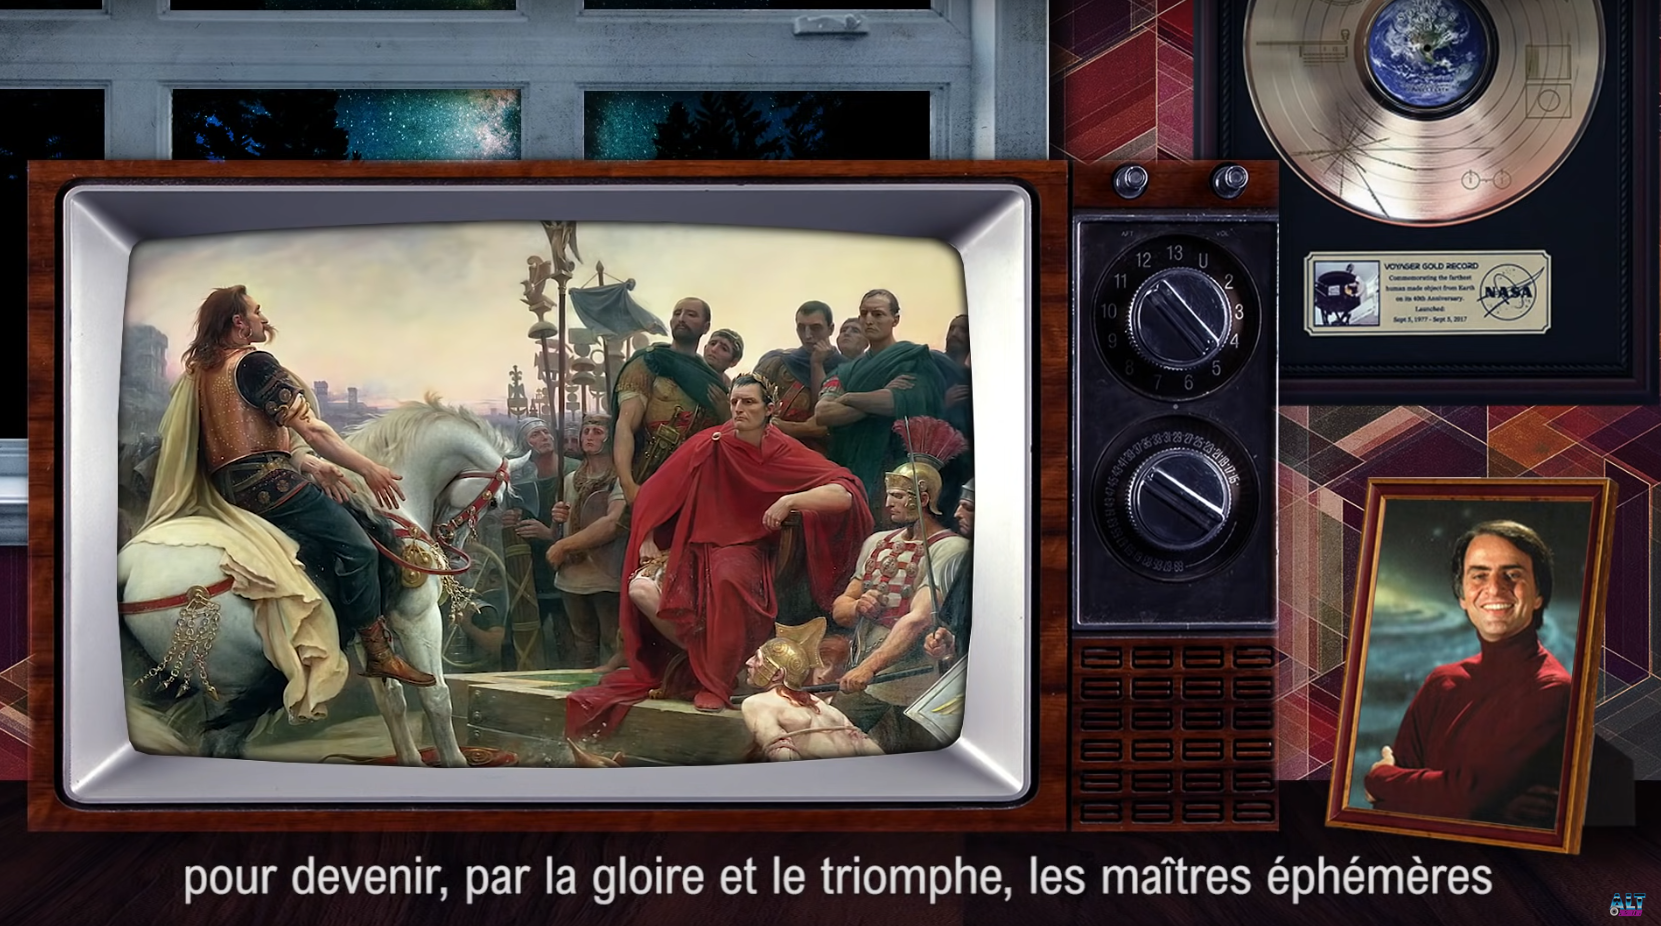 AFT
VOL
13
12
U
11
2
10
3
9
4
8
5
7
6
VOYAGER GOLD RECORD
Commemorating the farthest
human made object from Earth
on its 40th Anniversary.
Launched:
Sept 5, 1977 - Sept 5, 2017
NASA
pour devenir, par la gloire et le triomphe, les maîtres éphémères
ALT